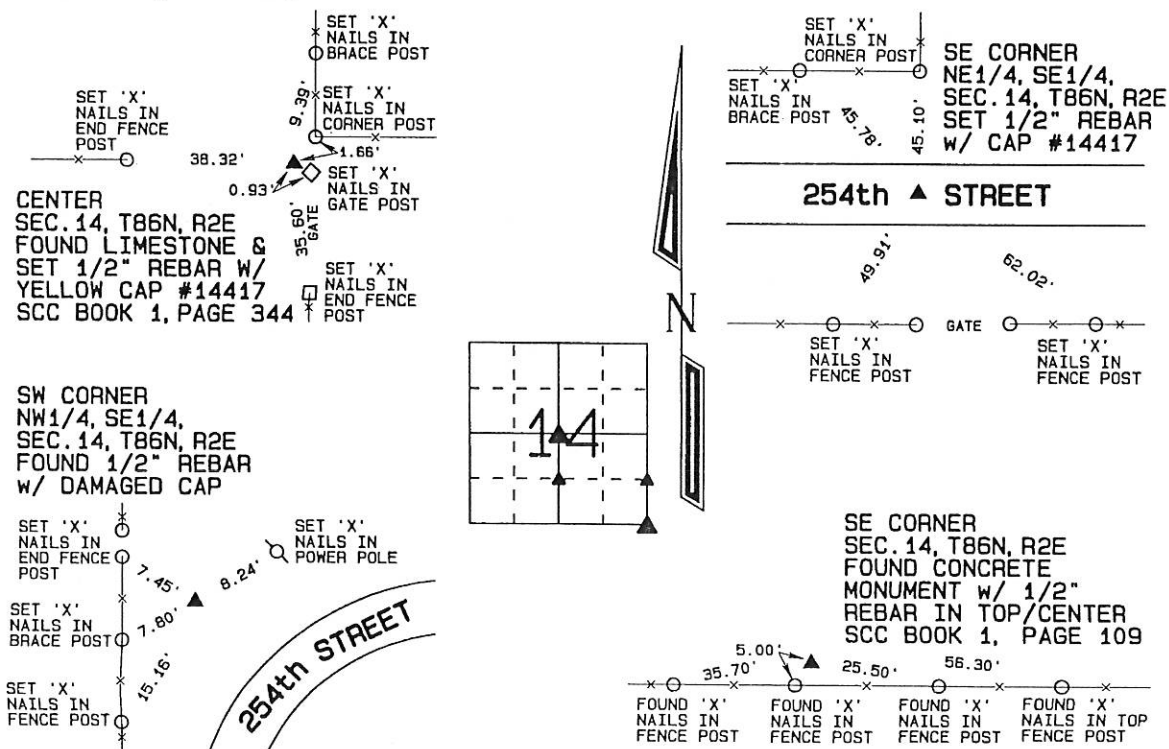 SET 'X'
NAILS IN
BRACE POST
SET 'X'
NAILS IN
CORNER POST
9.39'
SET 'X'
NAILS IN
END FENCE
POST
38.32'
1.66'
0.93'
SET 'X'
NAILS IN
GATE POST
35.60'
GATE
SET 'X'
NAILS IN
END FENCE
POST
CENTER
SEC. 14, T86N, R2E
FOUND LIMESTONE &
SET 1/2" REBAR W/
YELLOW CAP #14417
SCC BOOK 1, PAGE 344
SET 'X'
NAILS IN
CORNER POST
SET 'X'
NAILS IN
BRACE POST
45.78'
45.10'
SE CORNER
NE1/4, SE1/4,
SEC. 14, T86N, R2E
SET 1/2" REBAR
W/ CAP #14417
254th STREET
49.91'
62.02'
GATE
SET 'X'
NAILS IN
FENCE POST
SET 'X'
NAILS IN
FENCE POST
N
14
SW CORNER
NW1/4, SE1/4,
SEC. 14, T86N, R2E
FOUND 1/2" REBAR
W/ DAMAGED CAP
SET 'X'
NAILS IN
END FENCE
POST
SET 'X'
NAILS IN
POWER POLE
7.45'
8.24'
7.80'
15.16'
SET 'X'
NAILS IN
BRACE POST
SET 'X'
NAILS IN
FENCE POST
254th STREET
SE CORNER
SEC. 14, T86N, R2E
FOUND CONCRETE
MONUMENT w/ 1/2"
REBAR IN TOP/CENTER
SCC BOOK 1, PAGE 109
5.00'
35.70'
25.50'
56.30'
FOUND 'X'
NAILS IN
FENCE POST
FOUND 'X'
NAILS IN
FENCE POST
FOUND 'X'
NAILS IN
FENCE POST
FOUND 'X'
NAILS IN TOP
FENCE POST